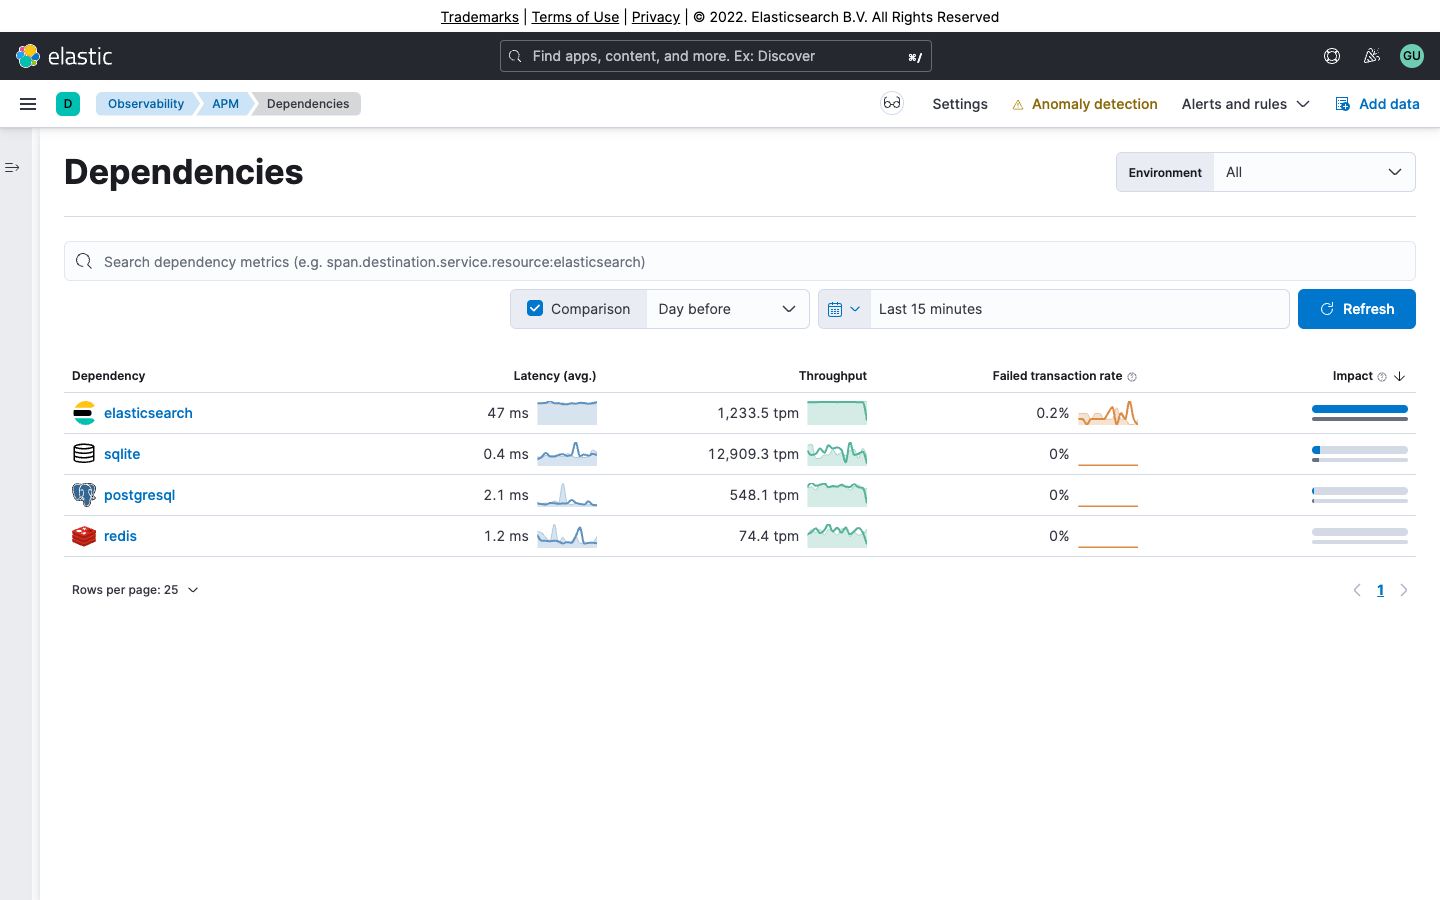 Trademarks | Terms of Use | Privacy | © 2022. Elasticsearch B.V. All Rights Reserved
elastic
Find apps, content, and more. Ex: Discover
⌘/
GU
D
Observability
APM
Dependencies
Settings
Anomaly detection
Alerts and rules
Add data
Dependencies
Environment
All
Search dependency metrics (e.g. span.destination.service.resource:elasticsearch)
Comparison
Day before
Last 15 minutes
Refresh
Dependency
Latency (avg.)
Throughput
Failed transaction rate
Impact
elasticsearch
47 ms
1,233.5 tpm
0.2%
sqlite
0.4 ms
12,909.3 tpm
0%
postgresql
2.1 ms
548.1 tpm
0%
redis
1.2 ms
74.4 tpm
0%
Rows per page: 25
1